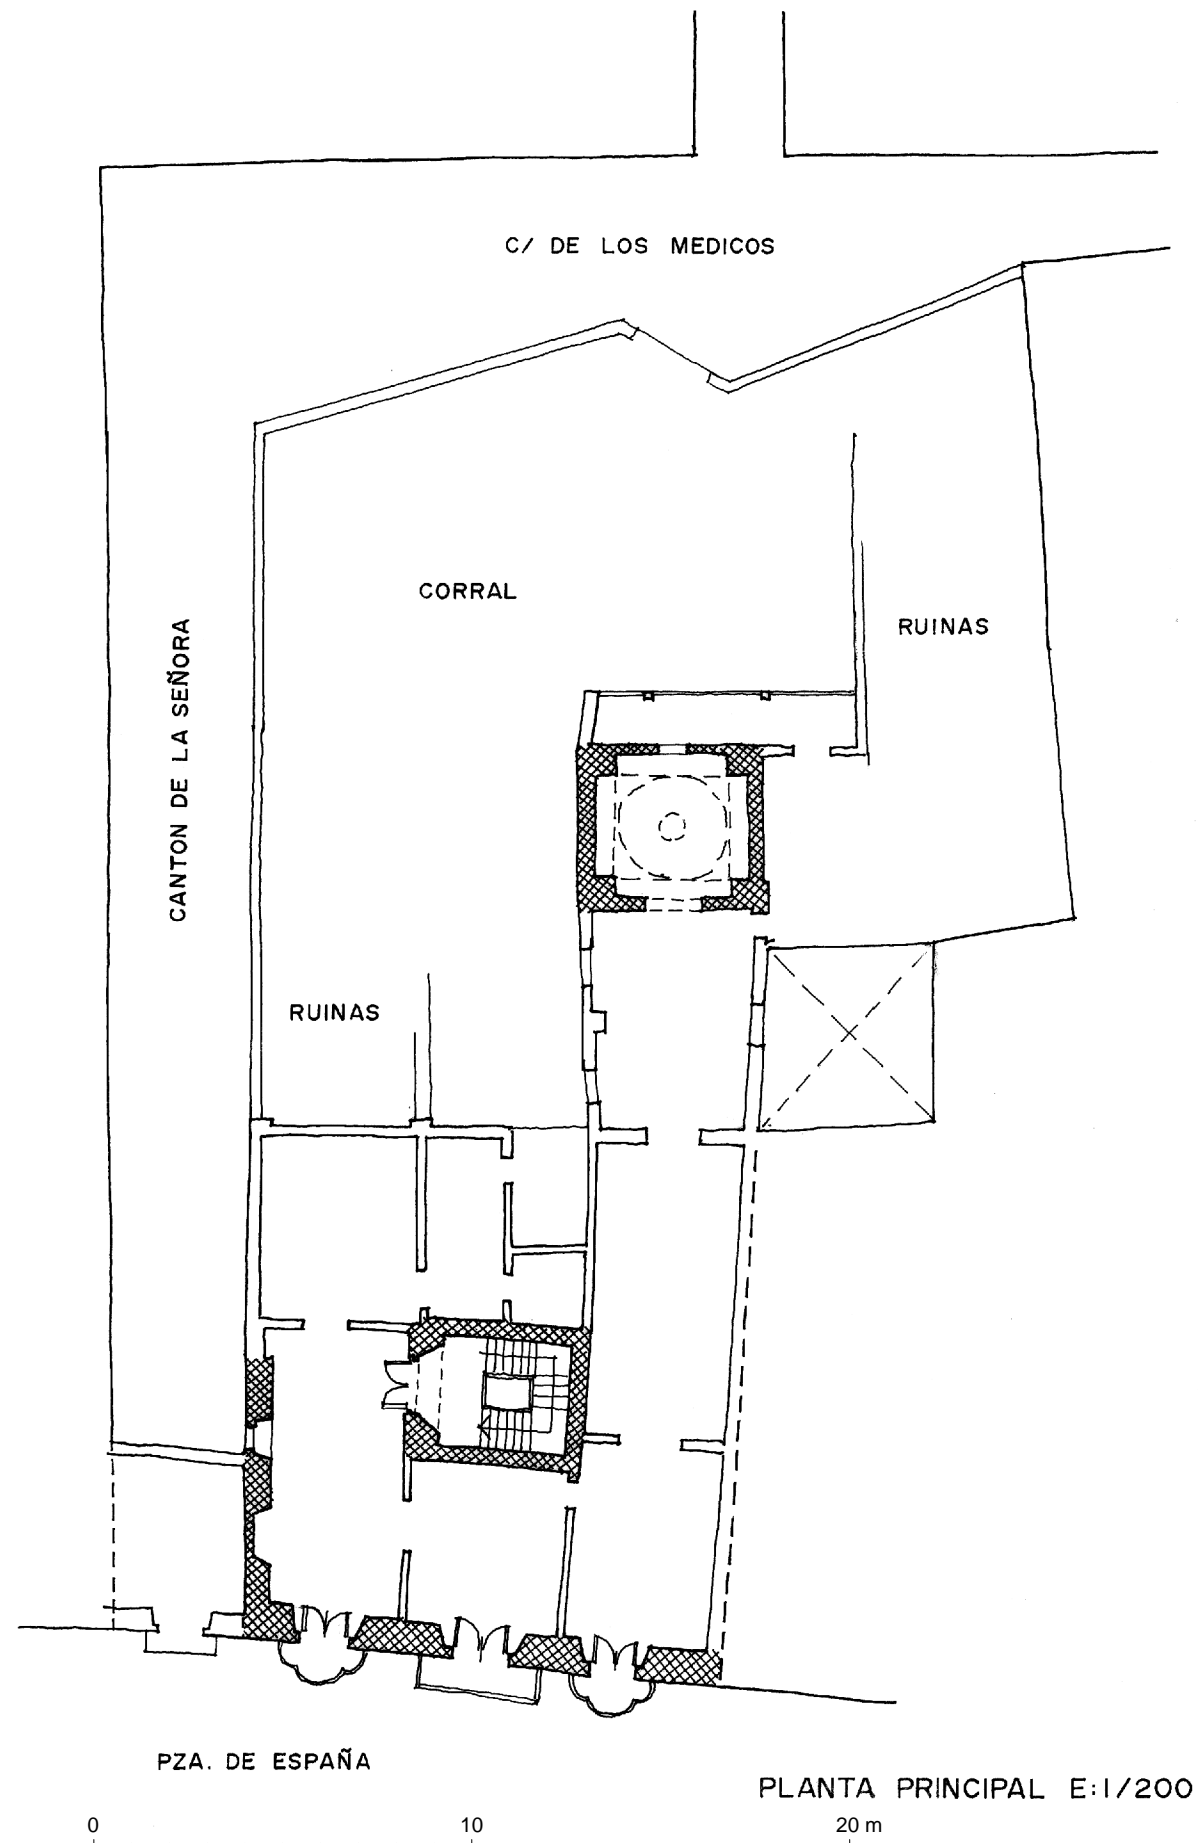 C/ DE LOS MEDICOS
CORRAL
RUINAS
CANTON DE LA SEÑORA
RUINAS
PZA. DE ESPAÑA
PLANTA PRINCIPAL E:1/200
0 10 20 m